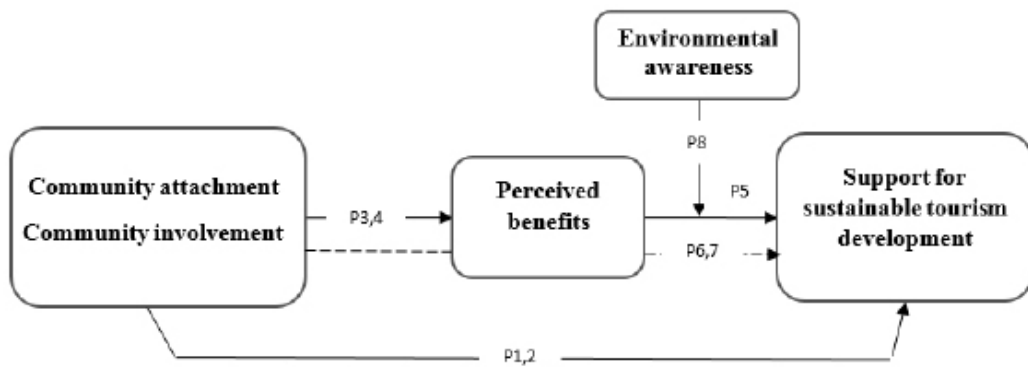 Environmental
awareness
P8
Community attachment
Community involvement
P3,4
Perceived
benefits
P5
P6,7
Support for
sustainable tourism
development
P1,2